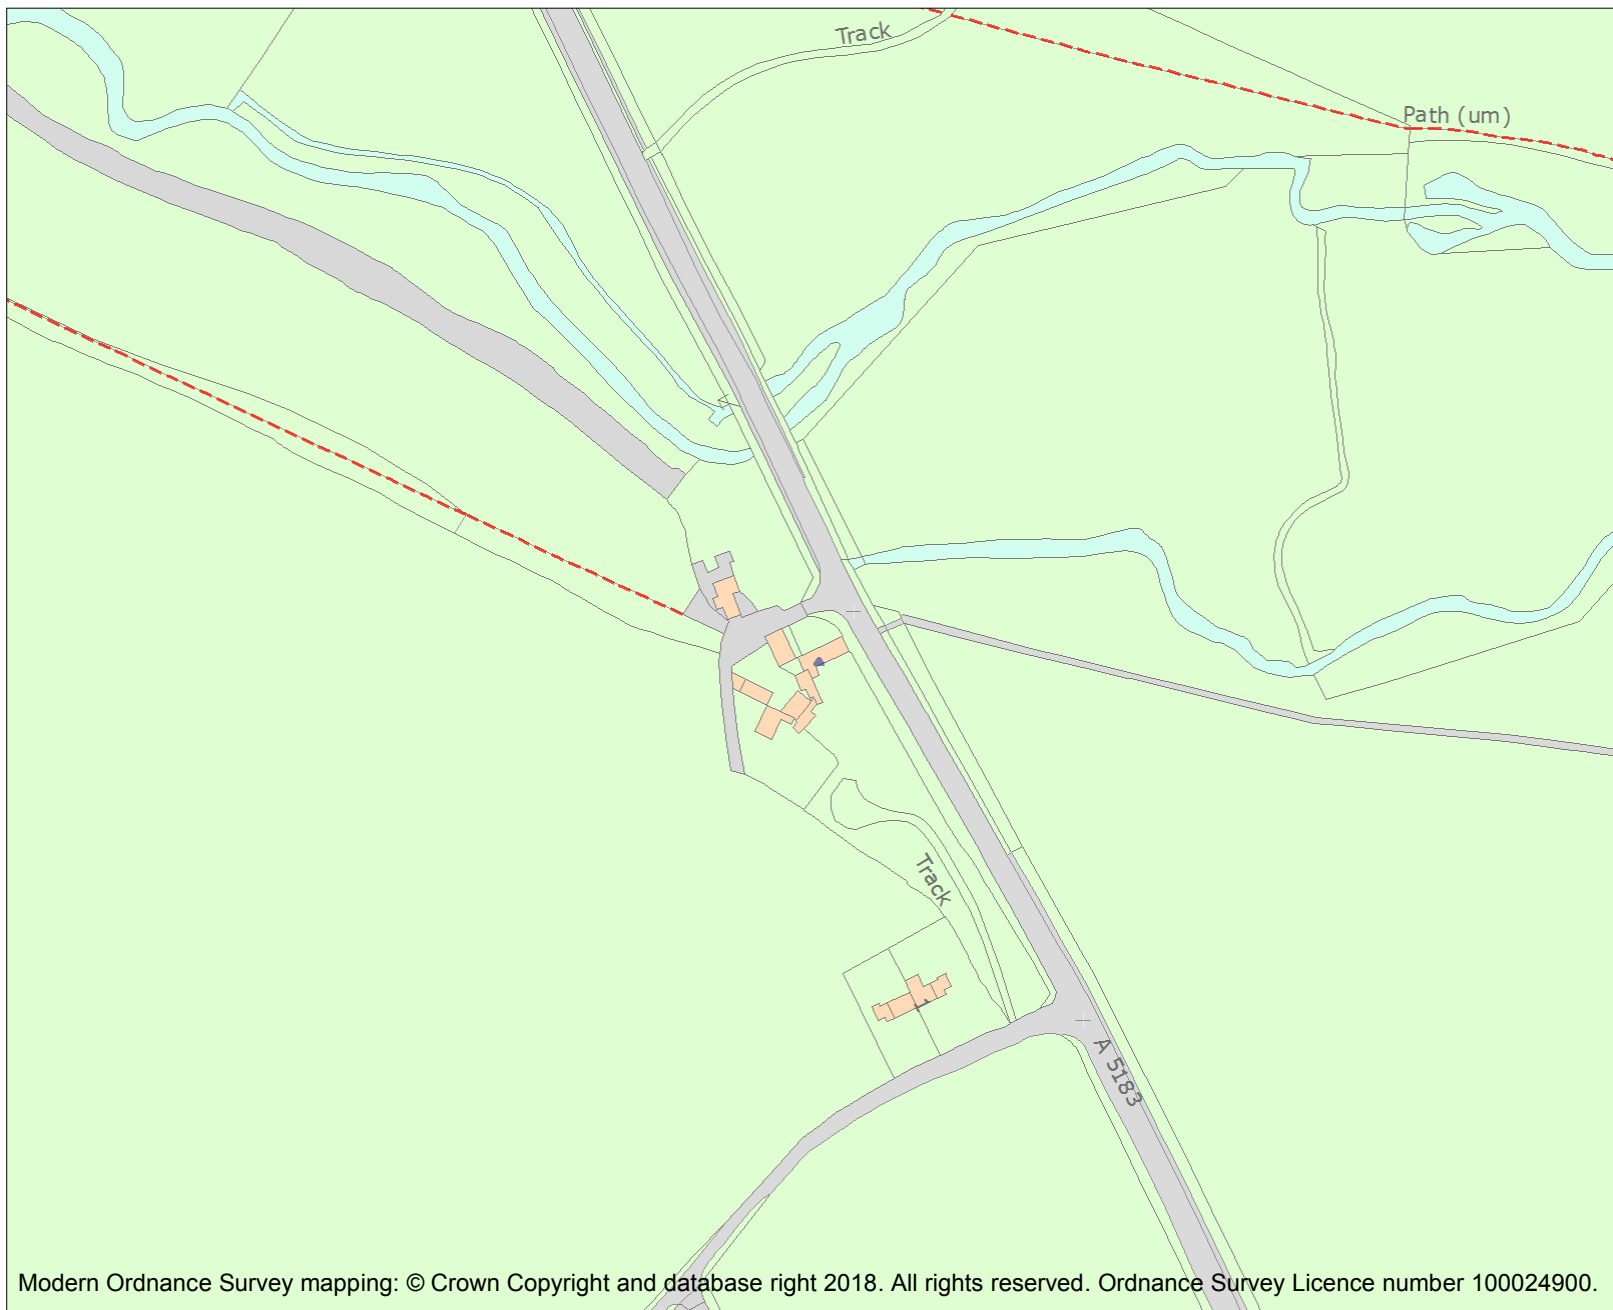 Track
Path (um)
Track
A 5183
Modern Ordnance Survey mapping: © Crown Copyright and database right 2018. All rights reserved. Ordnance Survey Licence number 100024900.